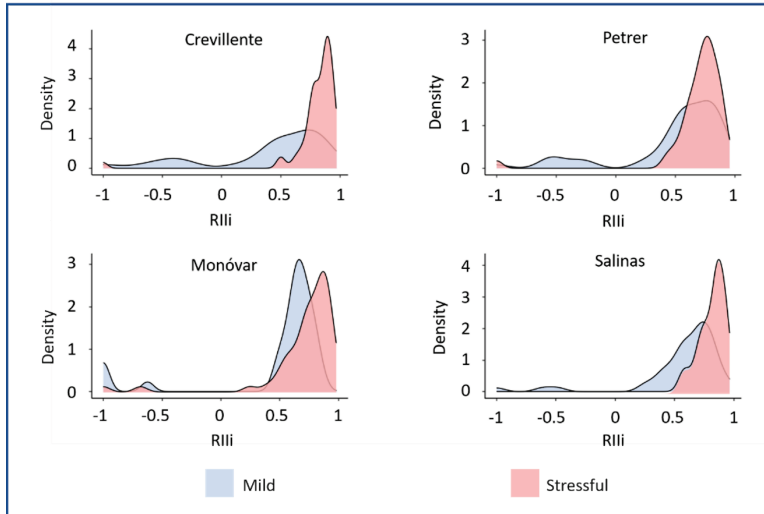 Crevillente
Density
4
3
2
1
0
-1 -0.5 0 0.5 1
RIIi
Petrer
Density
3
2
1
0
-1 -0.5 0 0.5 1
RIIi
Monóvar
Density
3
2
1
0
-1 -0.5 0 0.5 1
RIIi
Salinas
Density
4
3
2
1
0
-1 -0.5 0 0.5 1
RIIi
Mild
Stressful